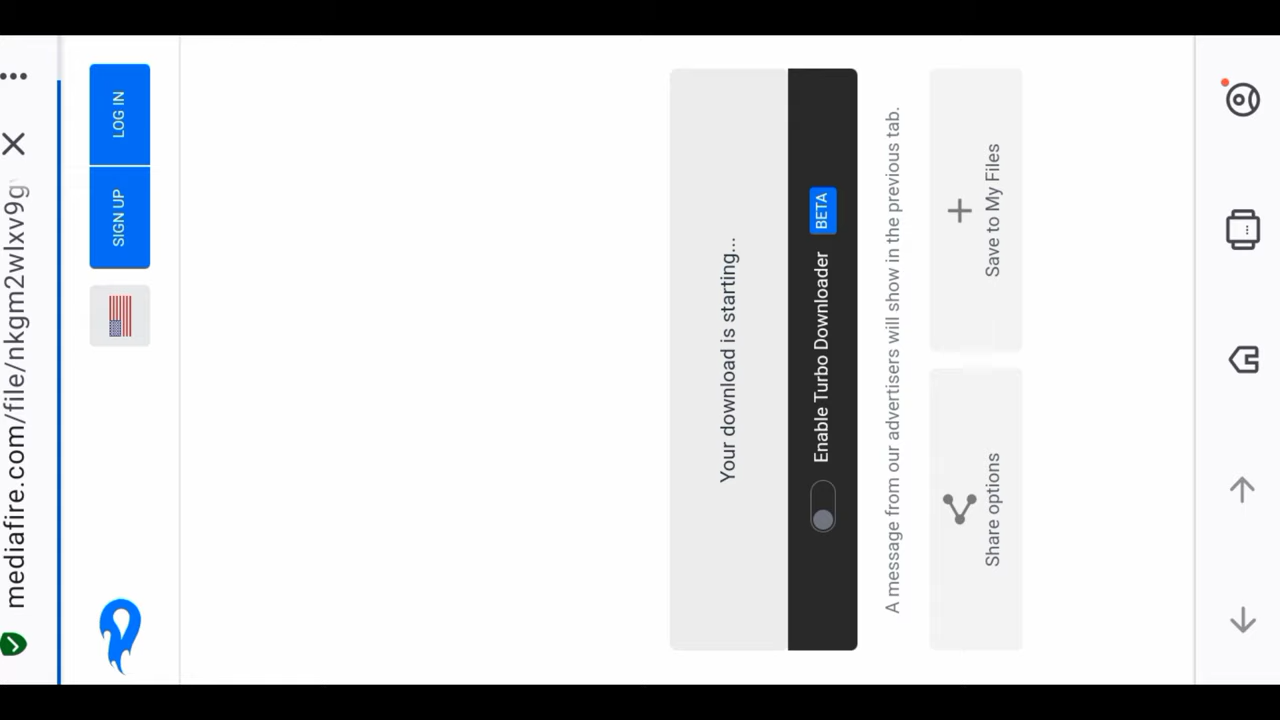 mediafire.com/file/nkgm2wlxv9g
SIGN UP
LOG IN
Your download is starting...
Enable Turbo Downloader BETA
A message from our advertisers will show in the previous tab.
Share options
Save to My Files